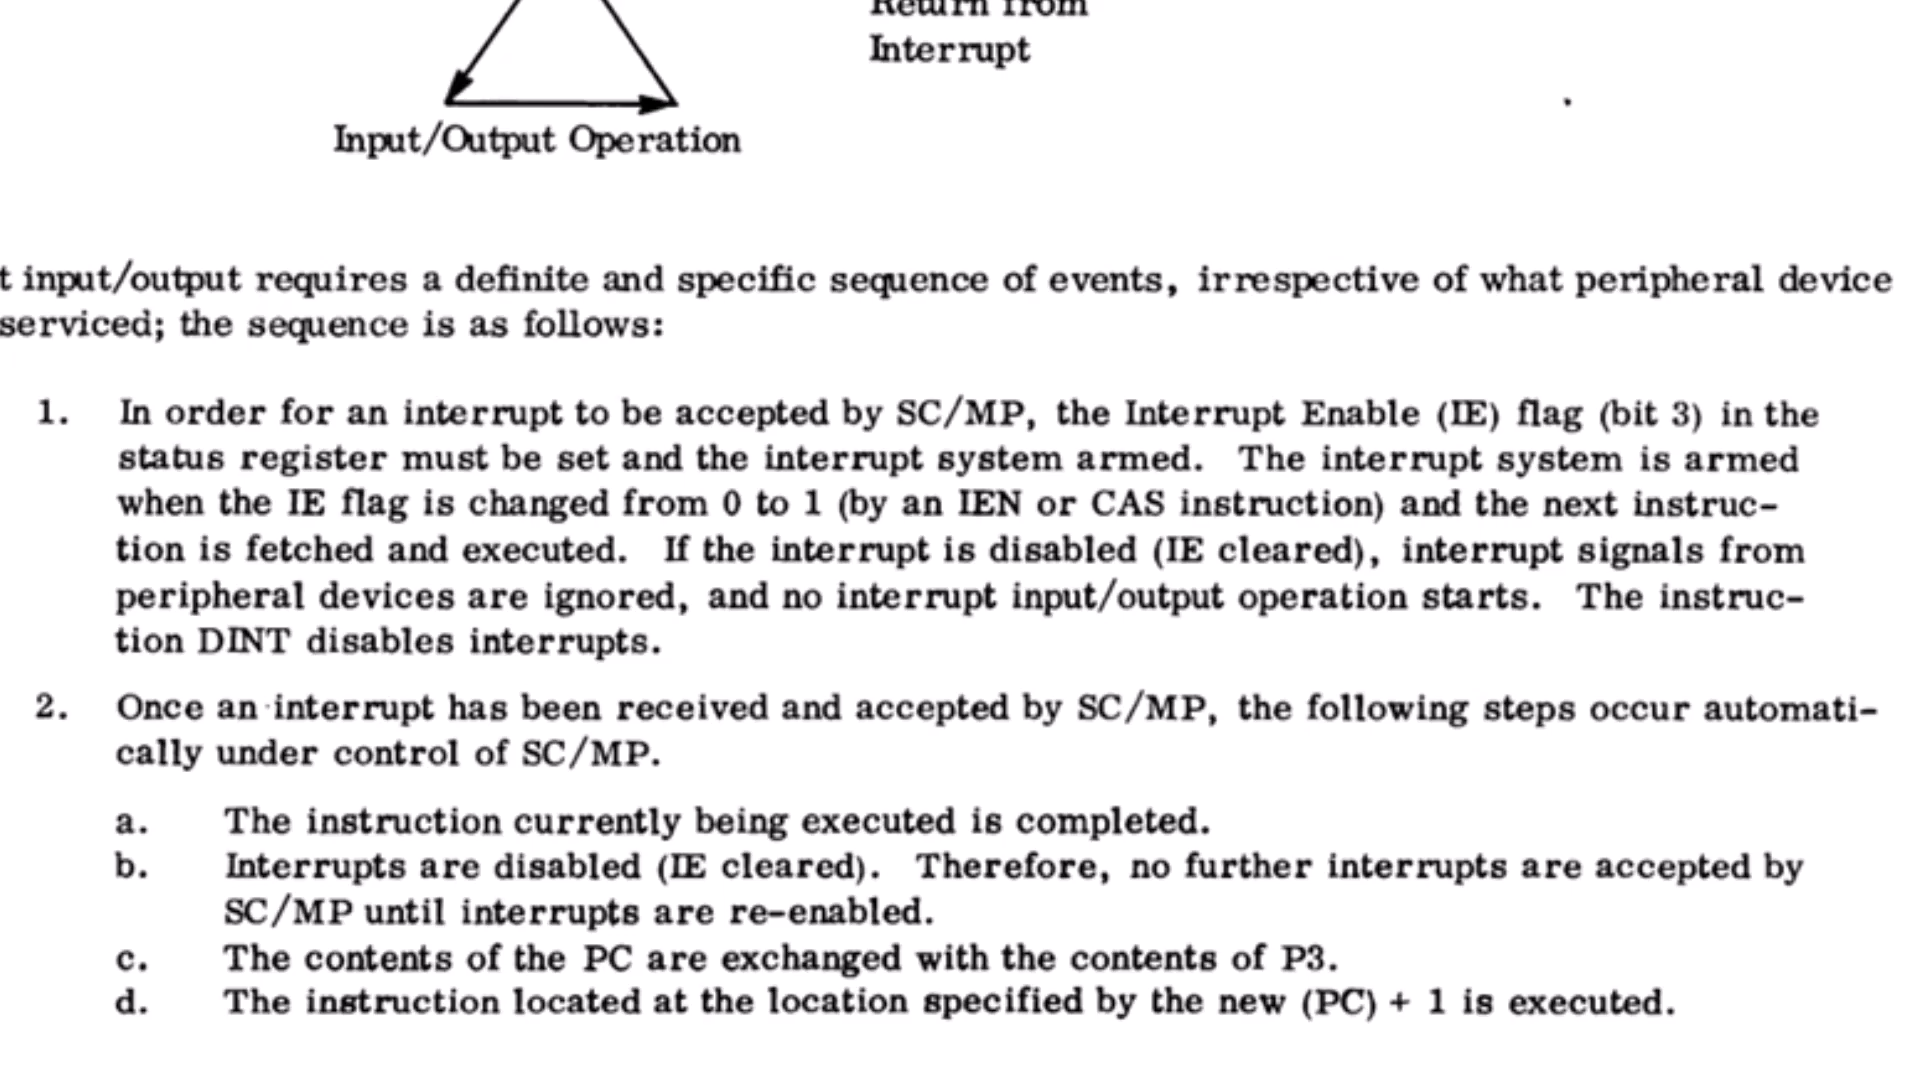 Return from
Interrupt
Input/Output Operation
t input/output requires a definite and specific sequence of events, irrespective of what peripheral device
serviced; the sequence is as follows:
1. In order for an interrupt to be accepted by SC/MP, the Interrupt Enable (IE) flag (bit 3) in the
status register must be set and the interrupt system armed. The interrupt system is armed
when the IE flag is changed from 0 to 1 (by an IEN or CAS instruction) and the next instruc-
tion is fetched and executed. If the interrupt is disabled (IE cleared), interrupt signals from
peripheral devices are ignored, and no interrupt input/output operation starts. The instruc-
tion DINT disables interrupts.
2. Once an interrupt has been received and accepted by SC/MP, the following steps occur automati-
cally under control of SC/MP.
a. The instruction currently being executed is completed.
b. Interrupts are disabled (IE cleared). Therefore, no further interrupts are accepted by
SC/MP until interrupts are re-enabled.
c. The contents of the PC are exchanged with the contents of P3.
d. The instruction located at the location specified by the new (PC) + 1 is executed.